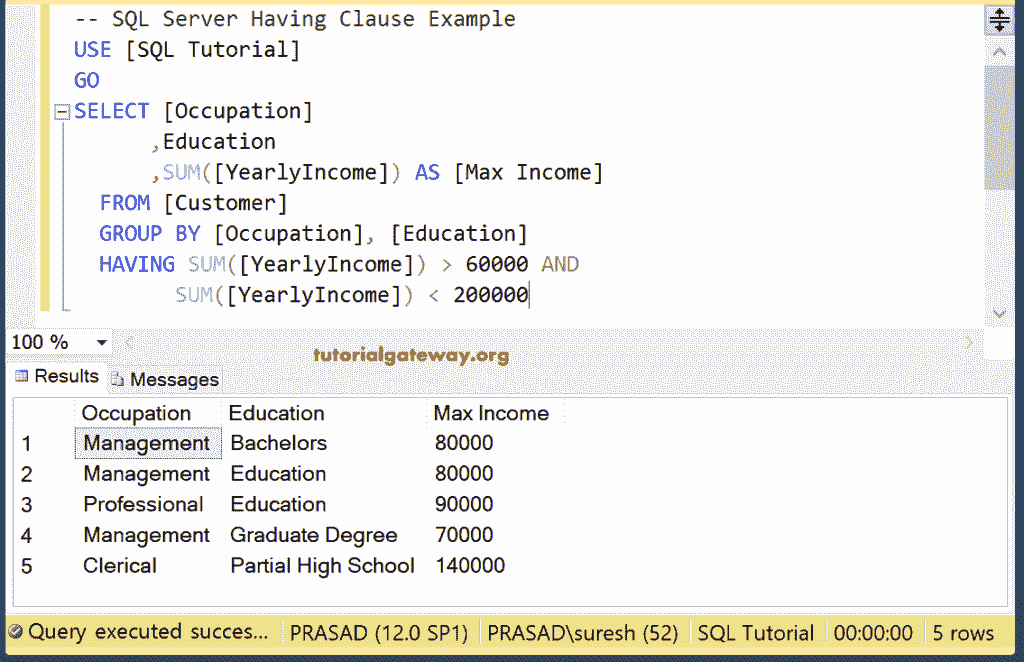 -- SQL Server Having Clause Example
USE [SQL Tutorial]
GO
SELECT [Occupation]
,Education
,SUM([YearlyIncome]) AS [Max Income]
FROM [Customer]
GROUP BY [Occupation], [Education]
HAVING SUM([YearlyIncome]) > 60000 AND
SUM([YearlyIncome]) < 200000
100 %
tutorialgateway.org
Results Messages
Occupation Education Max Income
1 Management Bachelors 80000
2 Management Education 80000
3 Professional Education 90000
4 Management Graduate Degree 70000
5 Clerical Partial High School 140000
Query executed succes... PRASAD (12.0 SP1) PRASAD\suresh (52) SQL Tutorial 00:00:00 5 rows